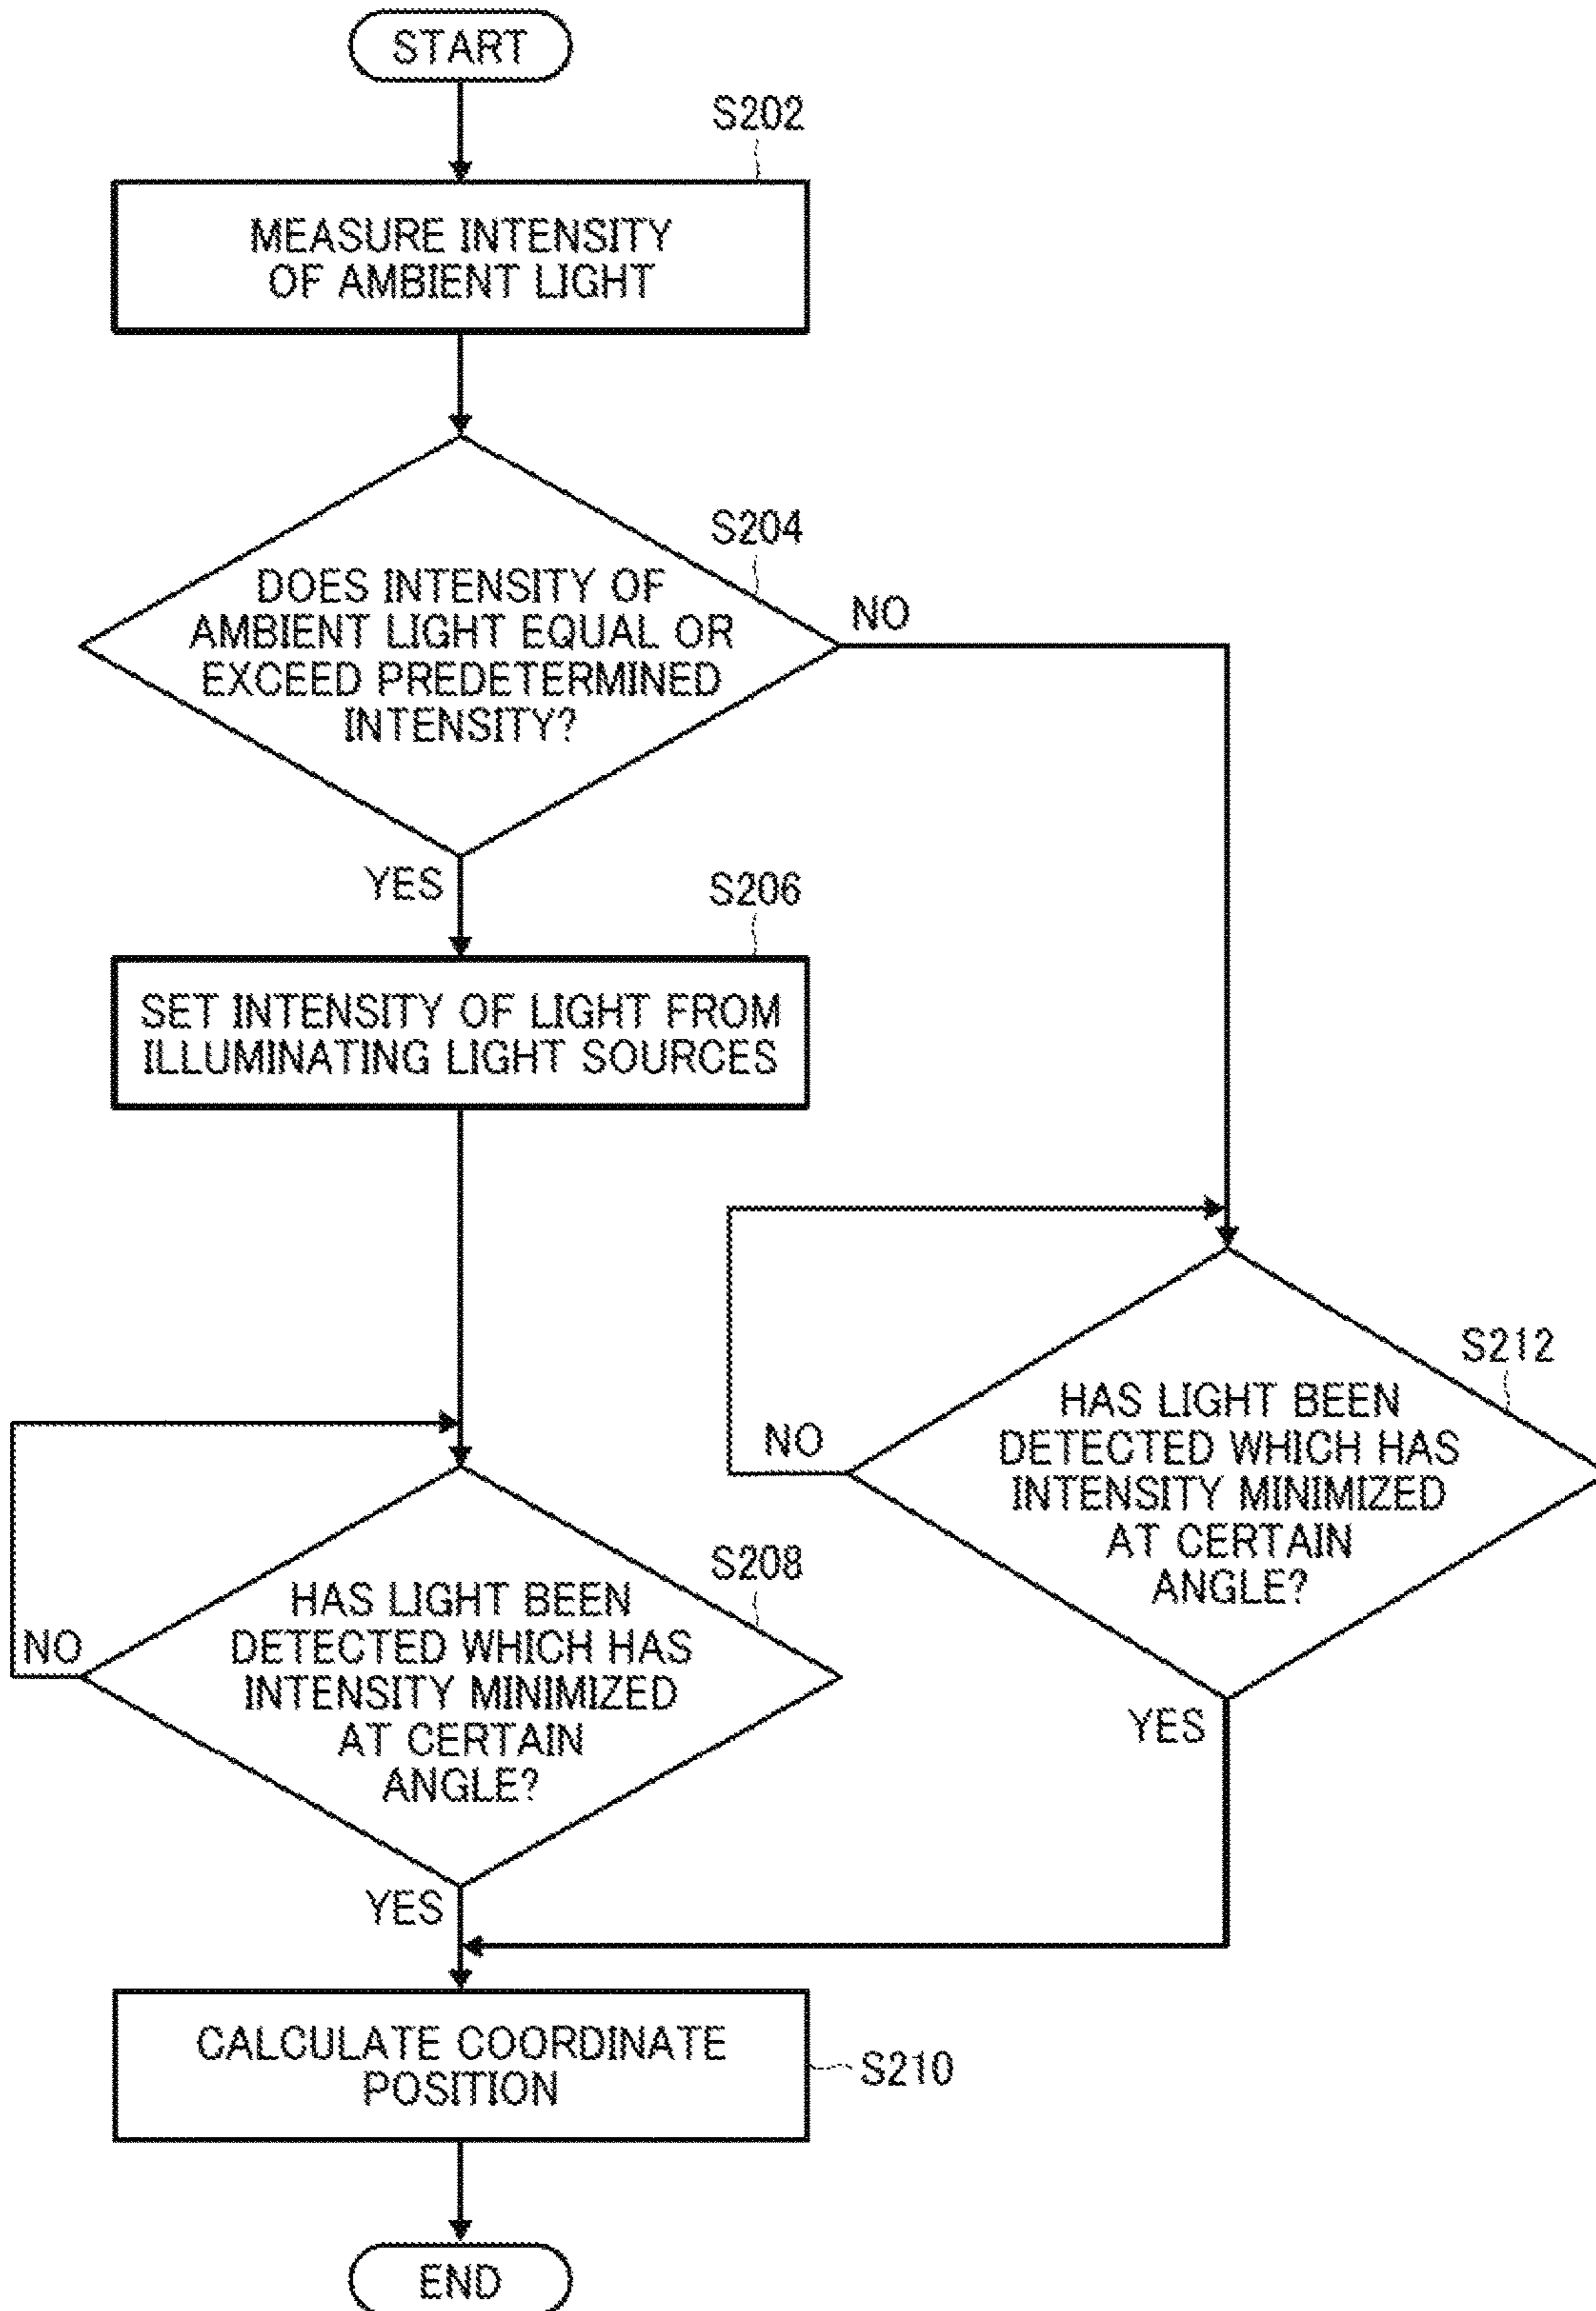 START
S202
MEASURE INTENSITY
OF AMBIENT LIGHT
S204
DOES INTENSITY OF
AMBIENT LIGHT EQUAL OR
EXCEED PREDETERMINED
INTENSITY?
NO
YES
S206
SET INTENSITY OF LIGHT FROM
ILLUMINATING LIGHT SOURCES
S212
HAS LIGHT BEEN
DETECTED WHICH HAS
INTENSITY MINIMIZED
AT CERTAIN
ANGLE?
NO
YES
S208
HAS LIGHT BEEN
DETECTED WHICH HAS
INTENSITY MINIMIZED
AT CERTAIN
ANGLE?
NO
YES
CALCULATE COORDINATE
POSITION
S210
END